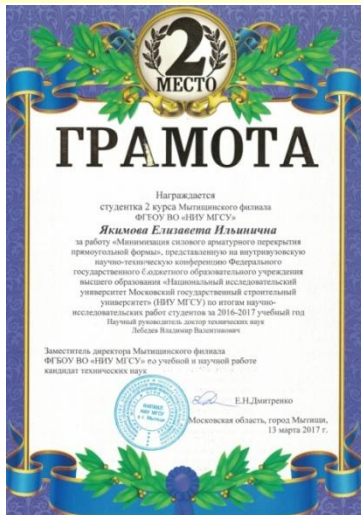 2
МЕСТО
ГРАМОТА
Награждается
студентка 2 курса Мытищинского филиала
ФГБОУ ВО «НИУ МГСУ»
Якимова Елизавета Ильинична
за работу «Минимизация силового арматурного перекрытия
прямоугольной формы», представленную на внутривузовскую
научно-техническую конференцию Федерального
государственного бюджетного образовательного учреждения
высшего образования «Национальный исследовательский
университет Московский государственный строительный
университет» (НИУ МГСУ) по итогам научно-
исследовательских работ студентов за 2016-2017 учебный год
Научный руководитель доктор технических наук
Лебедев Владимир Валентинович
Заместитель директора Мытищинского филиала
ФГБОУ ВО «НИУ МГСУ» по учебной и научной работе
кандидат технических наук
Е.Н.Дмитренко
ФИЛИАЛ
НИУ МГСУ
в г. Мытищи
Московская область, город Мытищи,
13 марта 2017 г.